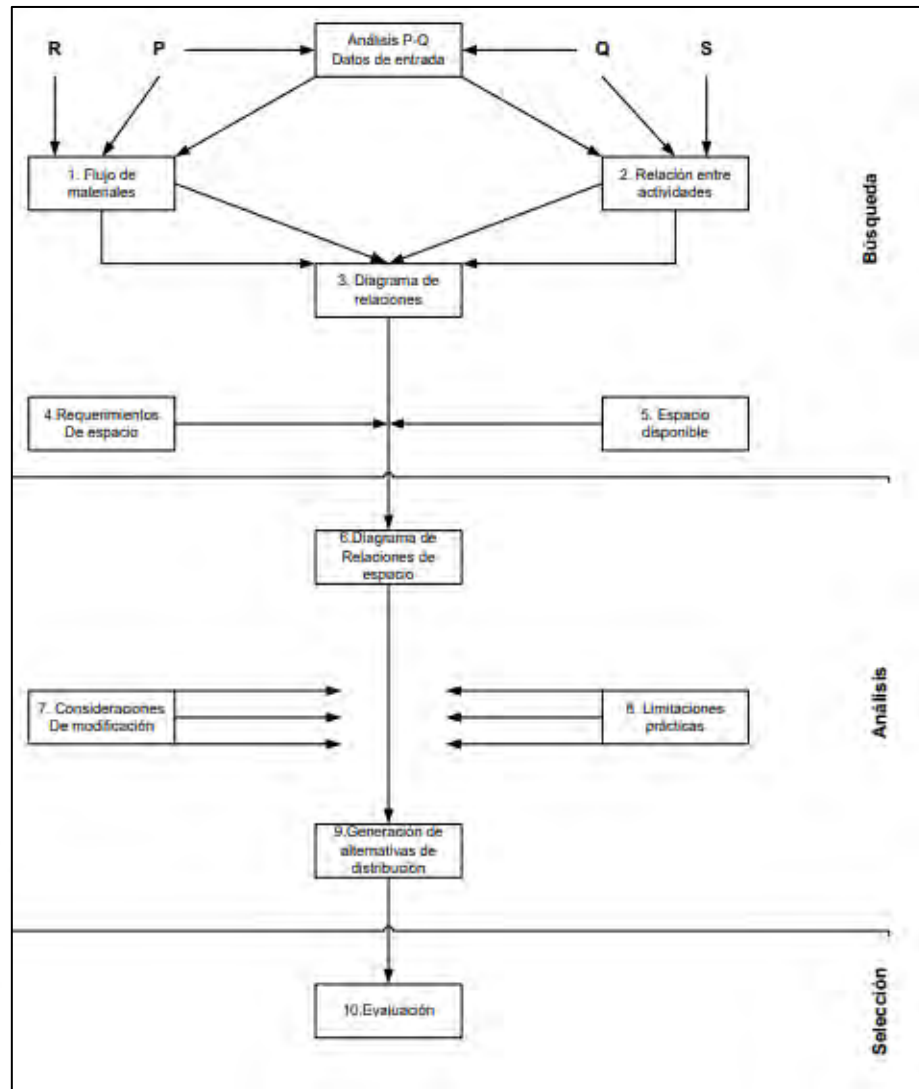 R
P
Análisis P-Q
Datos de entrada
Q
S
1. Flujo de
materiales
2. Relación entre
actividades
Búsqueda
3. Diagrama de
relaciones
4.Requerimientos
De espacio
5. Espacio
disponible
6.Diagrama de
Relaciones de
espacio
7. Consideraciones
De modificación
8. Limitaciones
prácticas
Análisis
9.Generación de
alternativas de
distribución
10.Evaluación
Selección